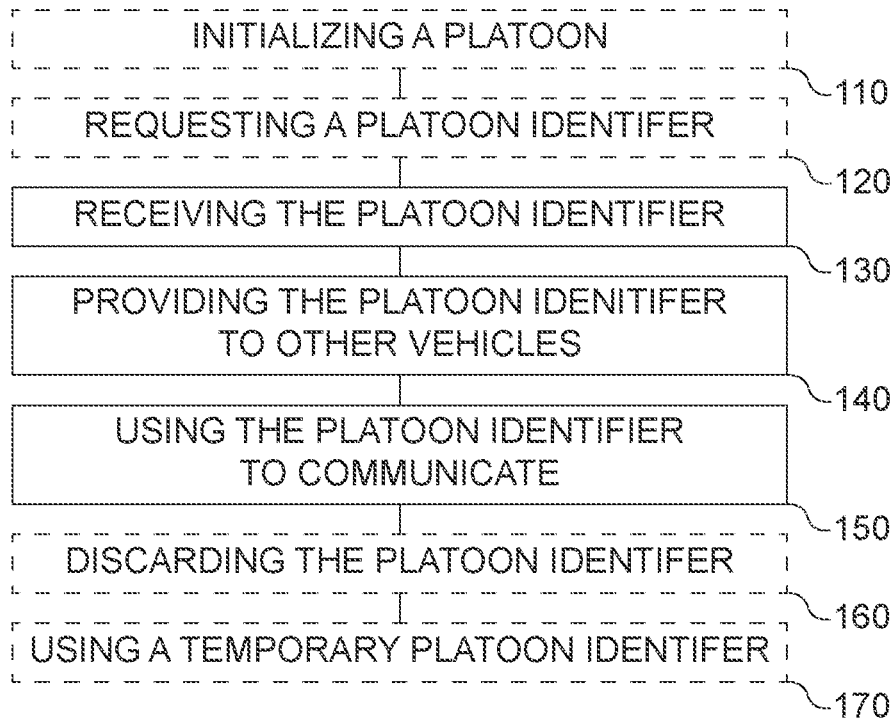 INITIALIZING A PLATOON
110
REQUESTING A PLATOON IDENTIFER
120
RECEIVING THE PLATOON IDENTIFIER
130
PROVIDING THE PLATOON IDENITIFER
TO OTHER VEHICLES
140
USING THE PLATOON IDENTIFIER
TO COMMUNICATE
150
DISCARDING THE PLATOON IDENTIFER
160
USING A TEMPORARY PLATOON IDENTIFER
170